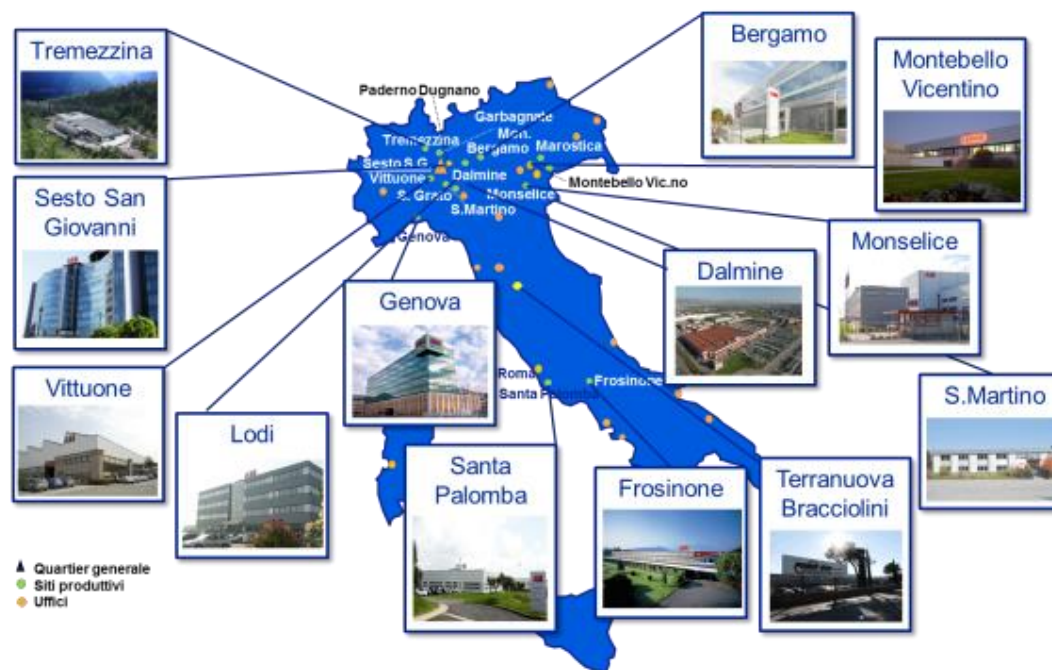 Tremezzina
Bergamo
Montebello
Vicentino
Paderno Dugnano
Garbagnate
Mon.
Tremezzina
Bergamo
Marostica
Sesto S.G.
Dalmine
Vittuone
Montebello Vic.no
S. Grato
Monselice
S.Martino
Genova
Sesto San
Giovanni
Monselice
Dalmine
Genova
Vittuone
Lodi
Roma
Santa Palomba
Frosinone
S.Martino
Santa
Palomba
Frosinone
Terranuova
Bracciolini
Quartier generale
Siti produttivi
Uffici